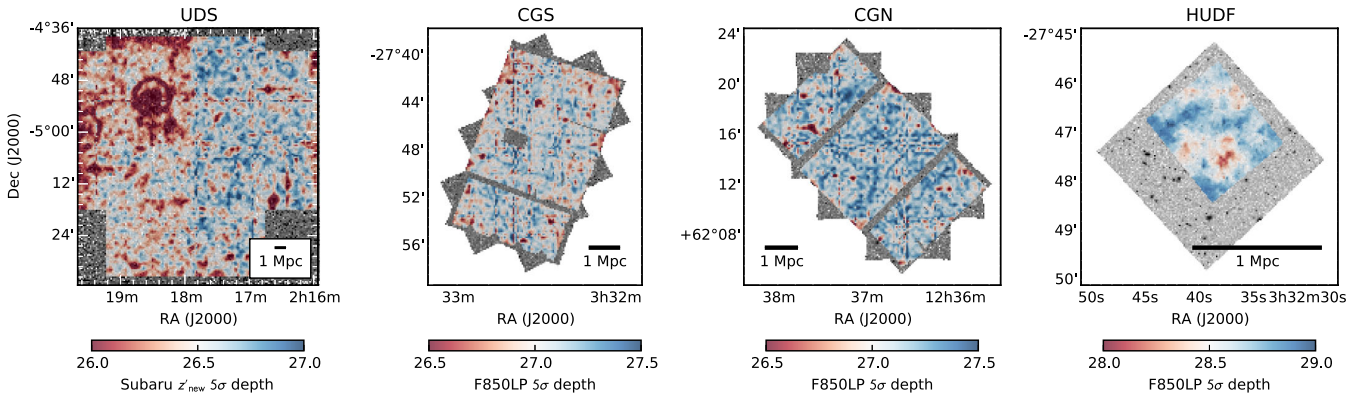 UDS
-4°36'
48'
-5°00'
12'
24'
Dec (J2000)
1 Mpc
19m 18m 17m 2h16m
RA (J2000)
26.0 26.5 27.0
Subaru z'new 5σ depth
CGS
-27°40'
44'
48'
52'
56'
1 Mpc
33m 3h32m
RA (J2000)
26.5 27.0 27.5
F850LP 5σ depth
CGN
24'
20'
16'
12'
+62°08'
1 Mpc
38m 37m 12h36m
RA (J2000)
26.5 27.0 27.5
F850LP 5σ depth
HUDF
-27°45'
46'
47'
48'
49'
50'
1 Mpc
50s 45s 40s 35s 3h32m30s
RA (J2000)
28.0 28.5 29.0
F850LP 5σ depth